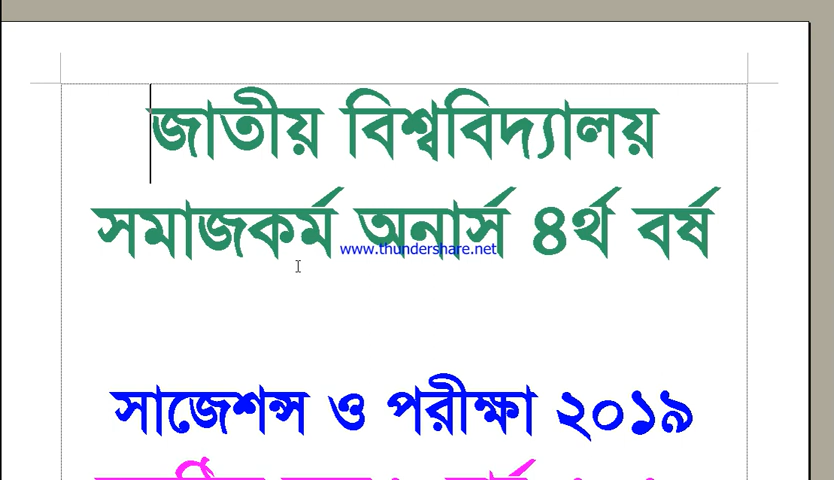 জাতীয় বিশ্ববিদ্যালয়
সমাজকর্ম অনার্স ৪র্থ বর্ষ
www.thundershare.net
সাজেশন্স ও পরীক্ষা ২০১৯